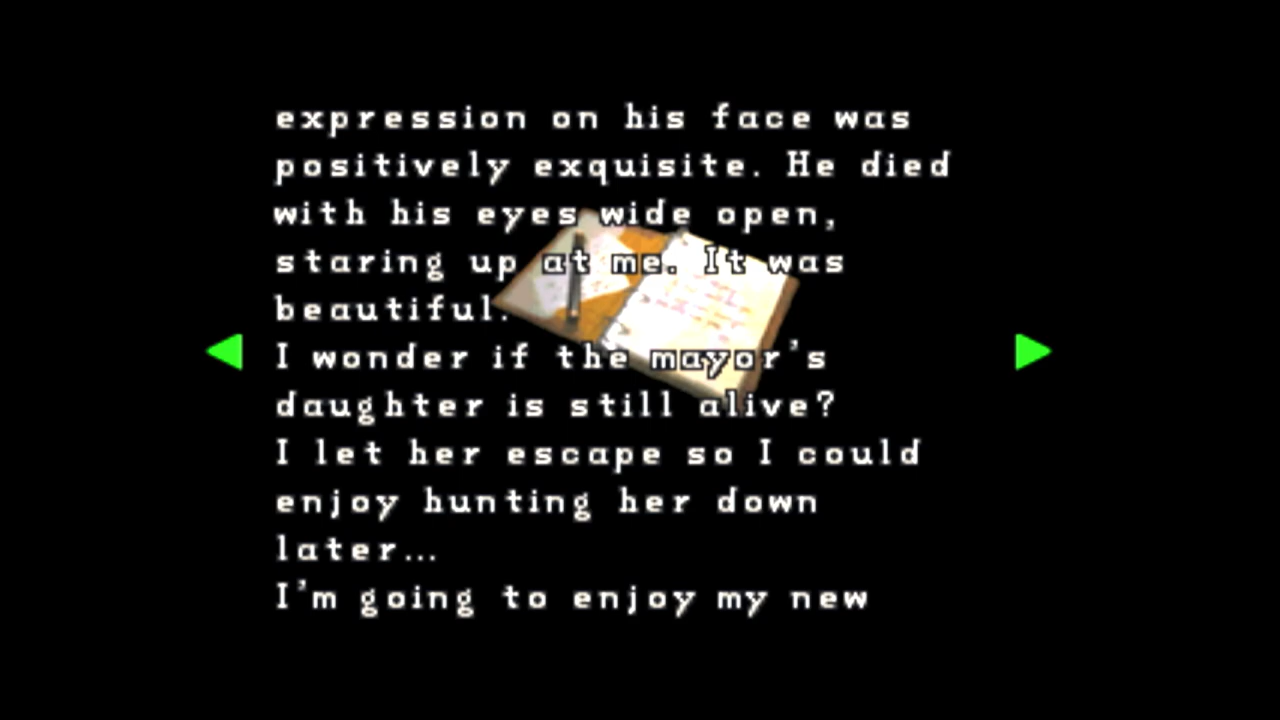 expression on his face was
positively exquisite. He died
with his eyes wide open,
staring up at me. It was
beautiful.
I wonder if the mayor's
daughter is still alive?
I let her escape so I could
enjoy hunting her down
later...
I'm going to enjoy my new